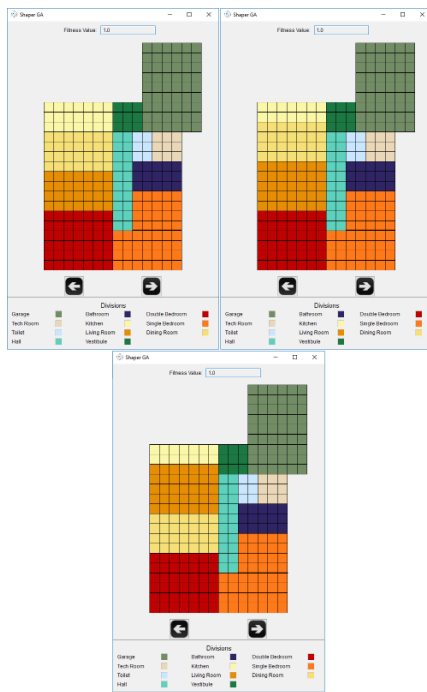 Shaper GA
Fitness Value: 1.0
Divisions
Garage Bathroom Double Bedroom
Tech Room Kitchen Single Bedroom
Toilet Living Room Dining Room
Hall Vestibule
Shaper GA
Fitness Value: 1.0
Divisions
Garage Bathroom Double Bedroom
Tech Room Kitchen Single Bedroom
Toilet Living Room Dining Room
Hall Vestibule
Shaper GA
Fitness Value: 1.0
Divisions
Garage Bathroom Double Bedroom
Tech Room Kitchen Single Bedroom
Toilet Living Room Dining Room
Hall Vestibule